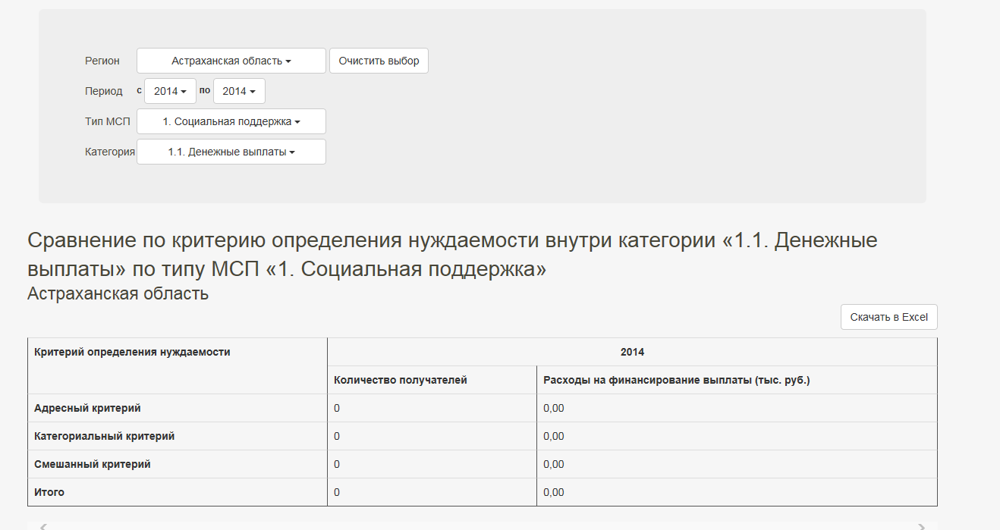 Регион Астраханская область Очистить выбор
Период с 2014 по 2014
Тип МСП 1. Социальная поддержка
Категория 1.1. Денежные выплаты
Сравнение по критерию определения нуждаемости внутри категории «1.1. Денежные
выплаты» по типу МСП «1. Социальная поддержка»
Астраханская область
Скачать в Excel
Критерий определения нуждаемости 2014
Количество получателей Расходы на финансирование выплаты (тыс. руб.)
Адресный критерий 0 0,00
Категориальный критерий 0 0,00
Смешанный критерий 0 0,00
Итого 0 0,00